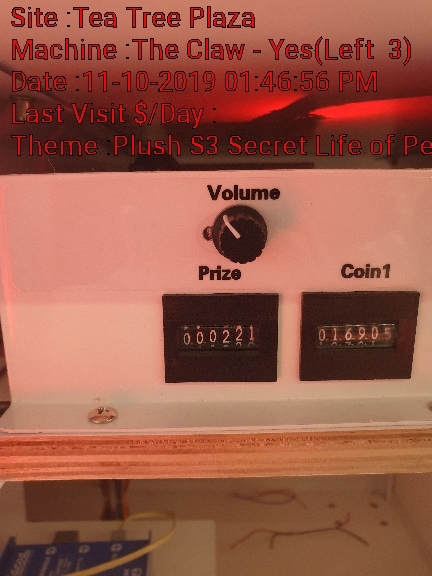 Site :Tea Tree Plaza
Machine :The Claw - Yes(Left 3)
Date :11-10-2019 01:46:56 PM
Last Visit $/Day :
Theme :Plush S3 Secret Life of Pe
Volume
Prize
Coin1
000221
016905